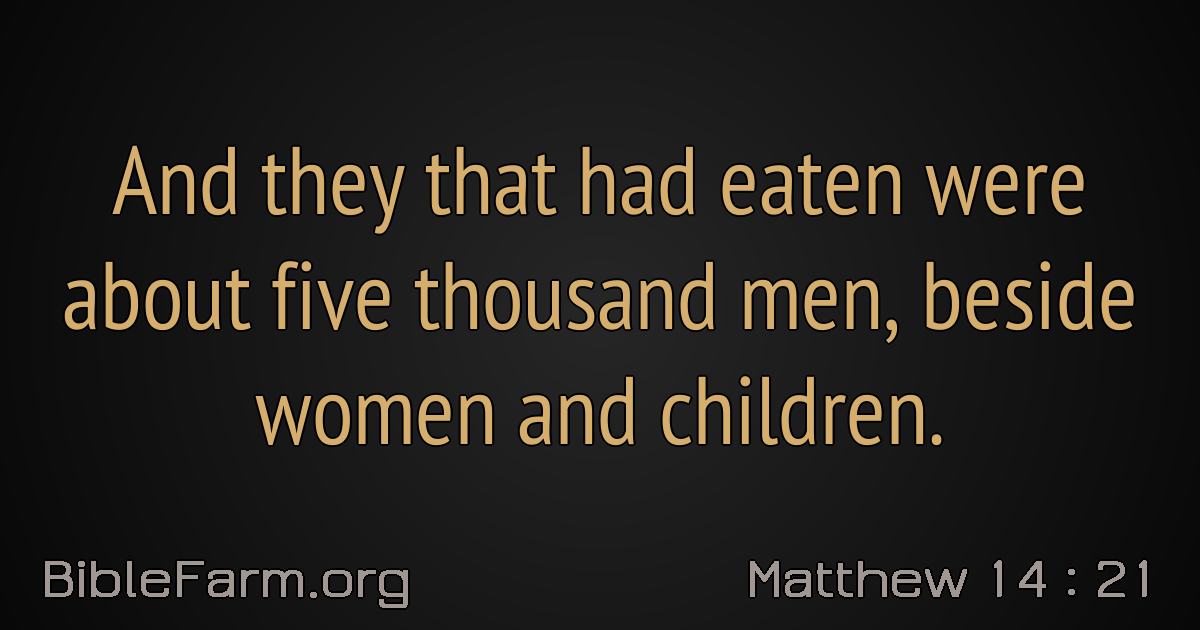 And they that had eaten were
about five thousand men, beside
women and children.
BibleFarm.org
Matthew 14 : 21